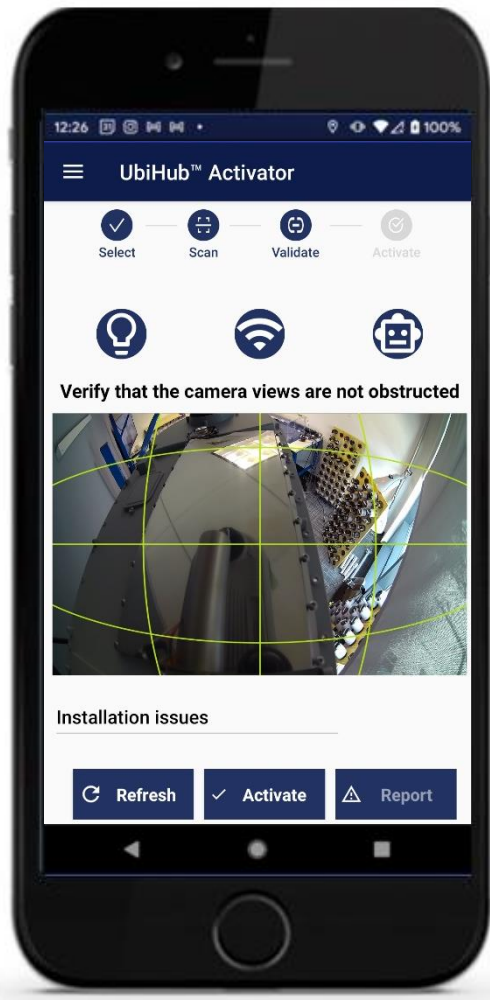 12:26 31 100%
UbiHub™ Activator
Select Scan Validate Activate
Verify that the camera views are not obstructed
Installation issues
Refresh Activate Report